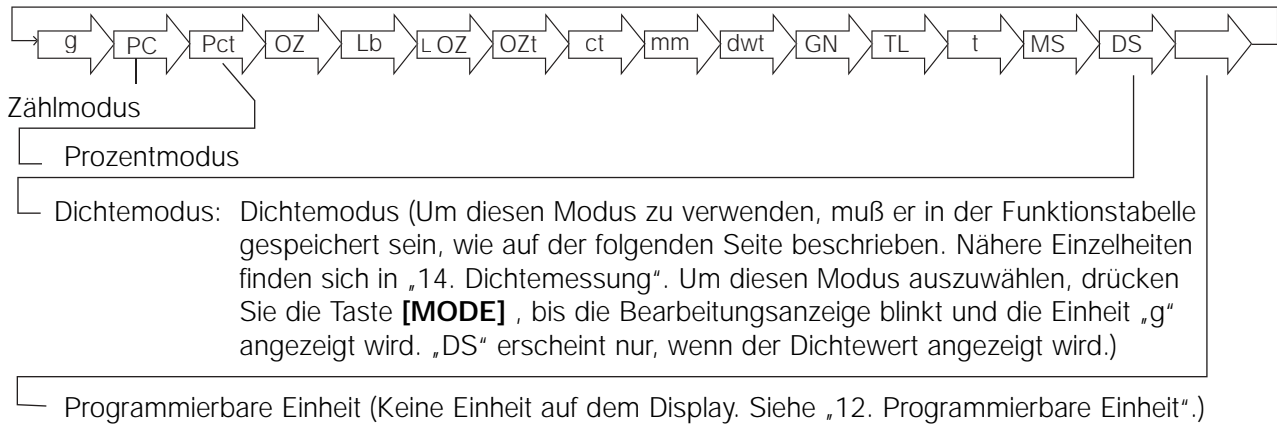 g PC Pct OZ Lb L OZ OZt ct mm dwt GN TL t MS DS
Zählmodus
Prozentmodus
Dichtemodus: Dichtemodus (Um diesen Modus zu verwenden, muß er in der Funktionstabelle
gespeichert sein, wie auf der folgenden Seite beschrieben. Nähere Einzelheiten
finden sich in „14. Dichtemessung“. Um diesen Modus auszuwählen, drücken
Sie die Taste [MODE] , bis die Bearbeitungsanzeige blinkt und die Einheit „g“
angezeigt wird. „DS“ erscheint nur, wenn der Dichtewert angezeigt wird.)
Programmierbare Einheit (Keine Einheit auf dem Display. Siehe „12. Programmierbare Einheit“.)